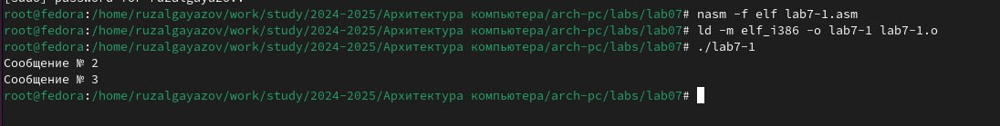 [sudo] password for ruzalgayazov:
root@fedora:/home/ruzalgayazov/work/study/2024-2025/Архитектура компьютера/arch-pc/labs/lab07# nasm -f elf lab7-1.asm
root@fedora:/home/ruzalgayazov/work/study/2024-2025/Архитектура компьютера/arch-pc/labs/lab07# ld -m elf_i386 -o lab7-1 lab7-1.o
root@fedora:/home/ruzalgayazov/work/study/2024-2025/Архитектура компьютера/arch-pc/labs/lab07# ./lab7-1
Сообщение № 2
Сообщение № 3
root@fedora:/home/ruzalgayazov/work/study/2024-2025/Архитектура компьютера/arch-pc/labs/lab07#